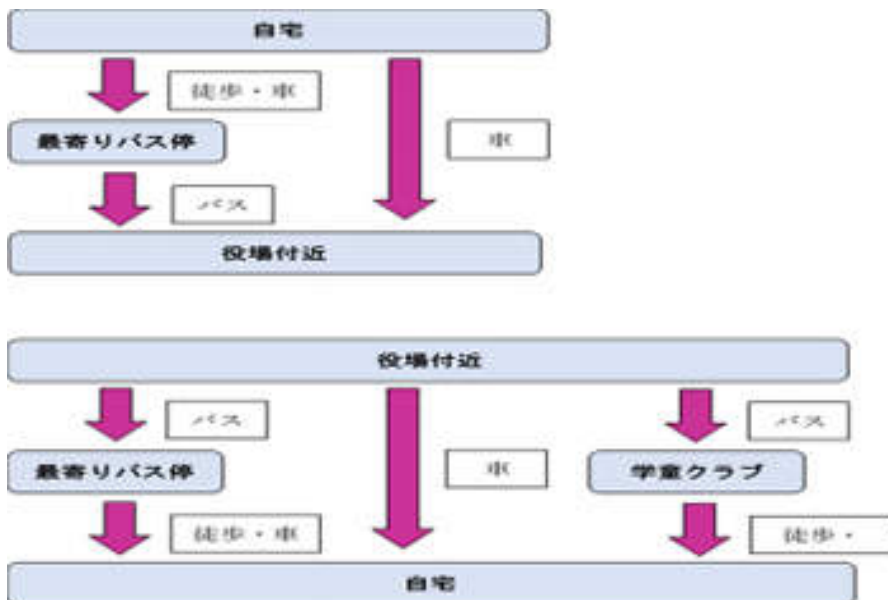 自宅
徒歩・車
最寄りバス停
車
バス
役場付近
役場付近
バス
バス
最寄りバス停
車
学童クラブ
徒歩・車
徒歩・
自宅